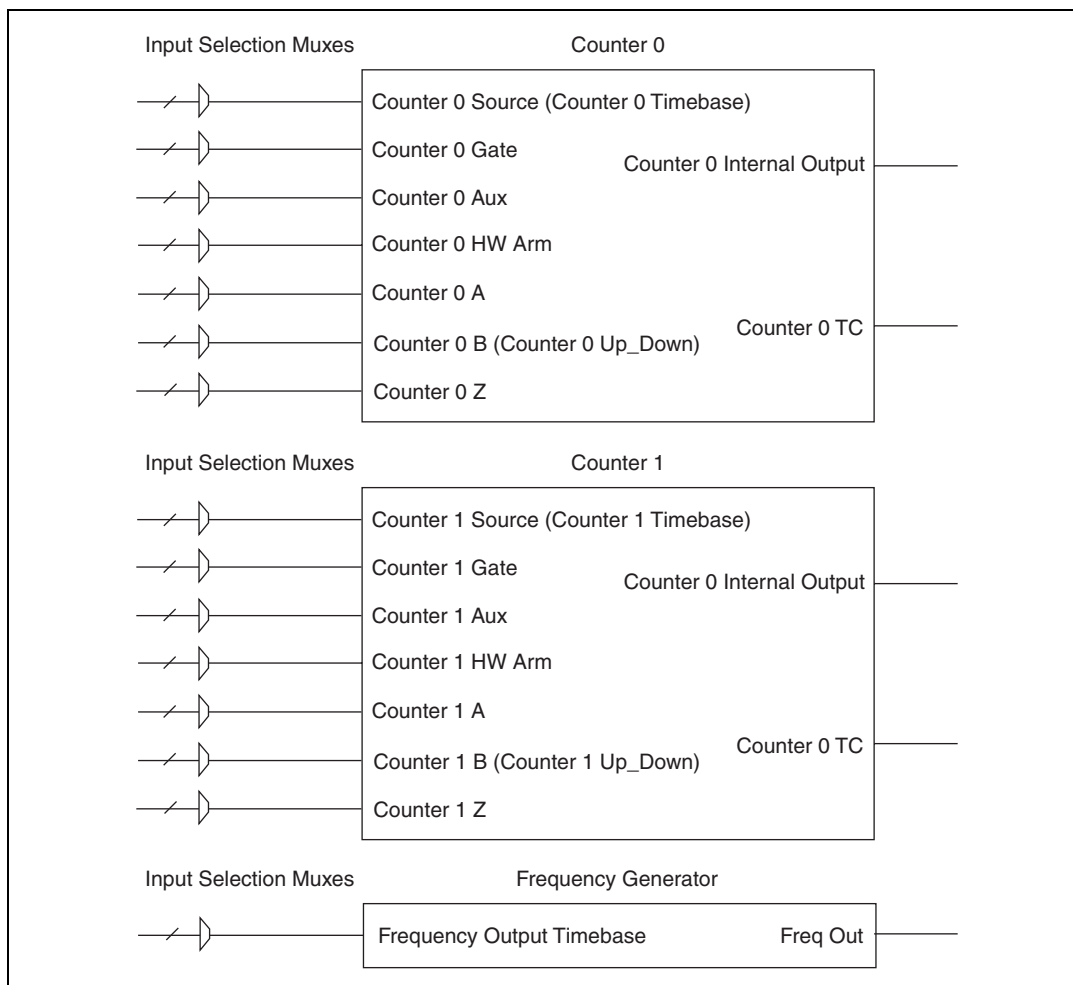 Input Selection Muxes
Counter 0
Counter 0 Source (Counter 0 Timebase)
Counter 0 Gate
Counter 0 Internal Output
Counter 0 Aux
Counter 0 HW Arm
Counter 0 A
Counter 0 TC
Counter 0 B (Counter 0 Up_Down)
Counter 0 Z
Input Selection Muxes
Counter 1
Counter 1 Source (Counter 1 Timebase)
Counter 1 Gate
Counter 0 Internal Output
Counter 1 Aux
Counter 1 HW Arm
Counter 1 A
Counter 0 TC
Counter 1 B (Counter 1 Up_Down)
Counter 1 Z
Input Selection Muxes
Frequency Generator
Frequency Output Timebase
Freq Out